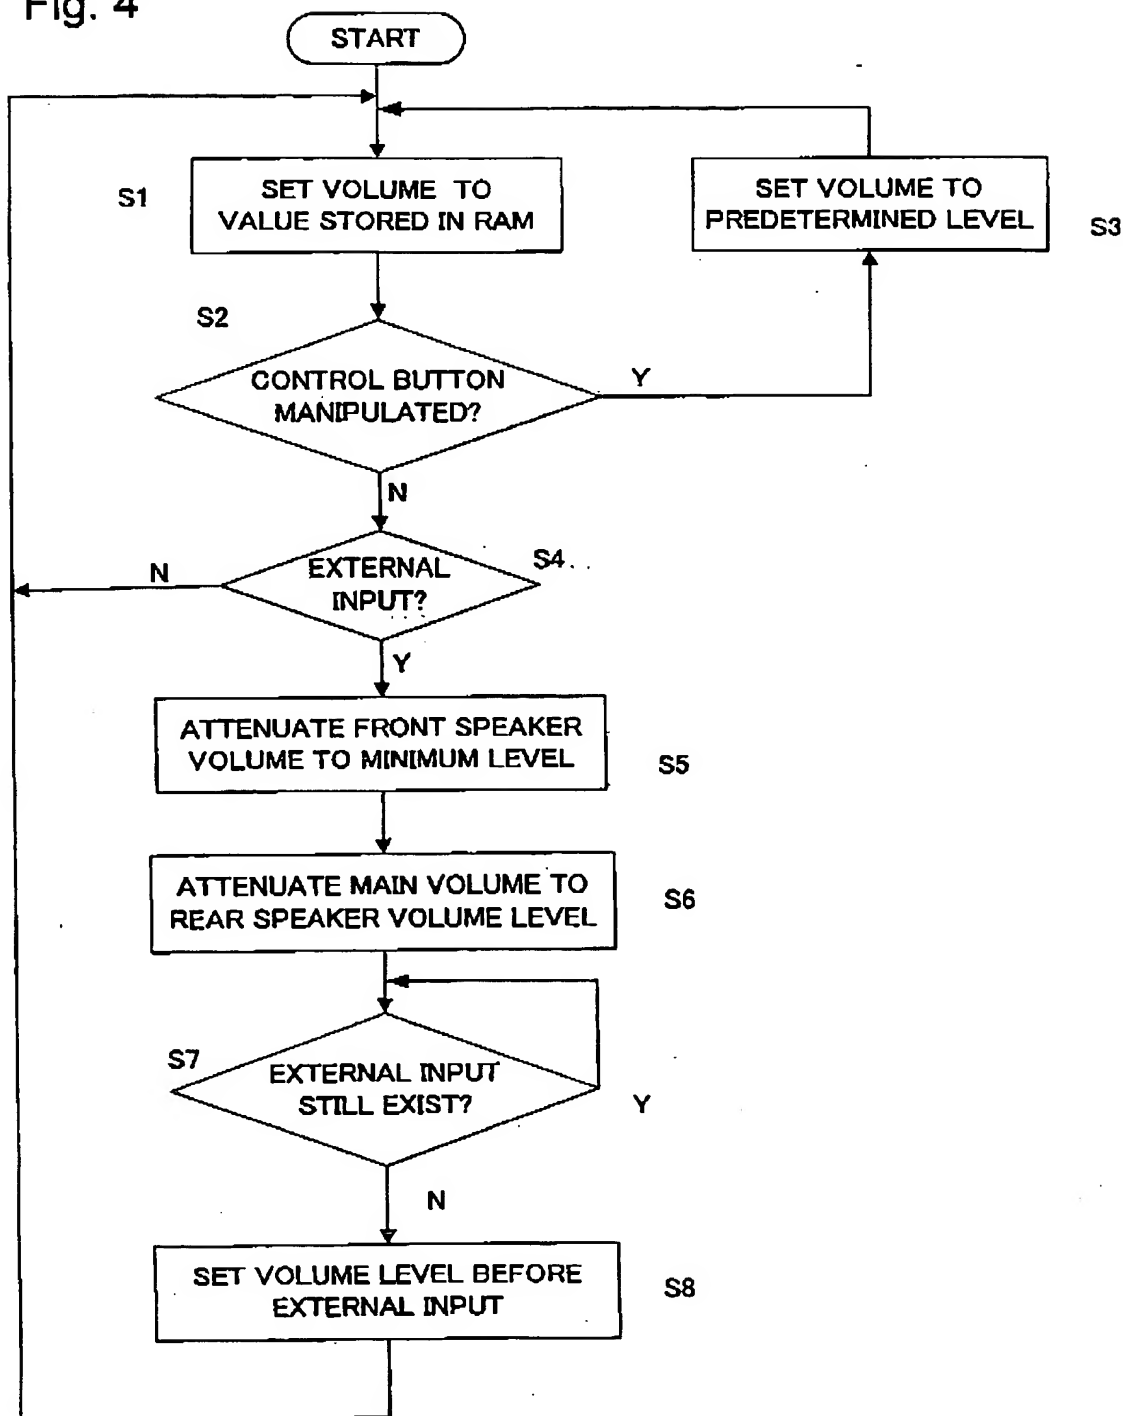 Fig. 4
START
S1
SET VOLUME TO
VALUE STORED IN RAM
SET VOLUME TO
PREDETERMINED LEVEL
S3
S2
CONTROL BUTTON
MANIPULATED?
Y
N
S4
EXTERNAL
INPUT?
N
Y
ATTENUATE FRONT SPEAKER
VOLUME TO MINIMUM LEVEL
S5
ATTENUATE MAIN VOLUME TO
REAR SPEAKER VOLUME LEVEL
S6
S7
EXTERNAL INPUT
STILL EXIST?
Y
N
SET VOLUME LEVEL BEFORE
EXTERNAL INPUT
S8